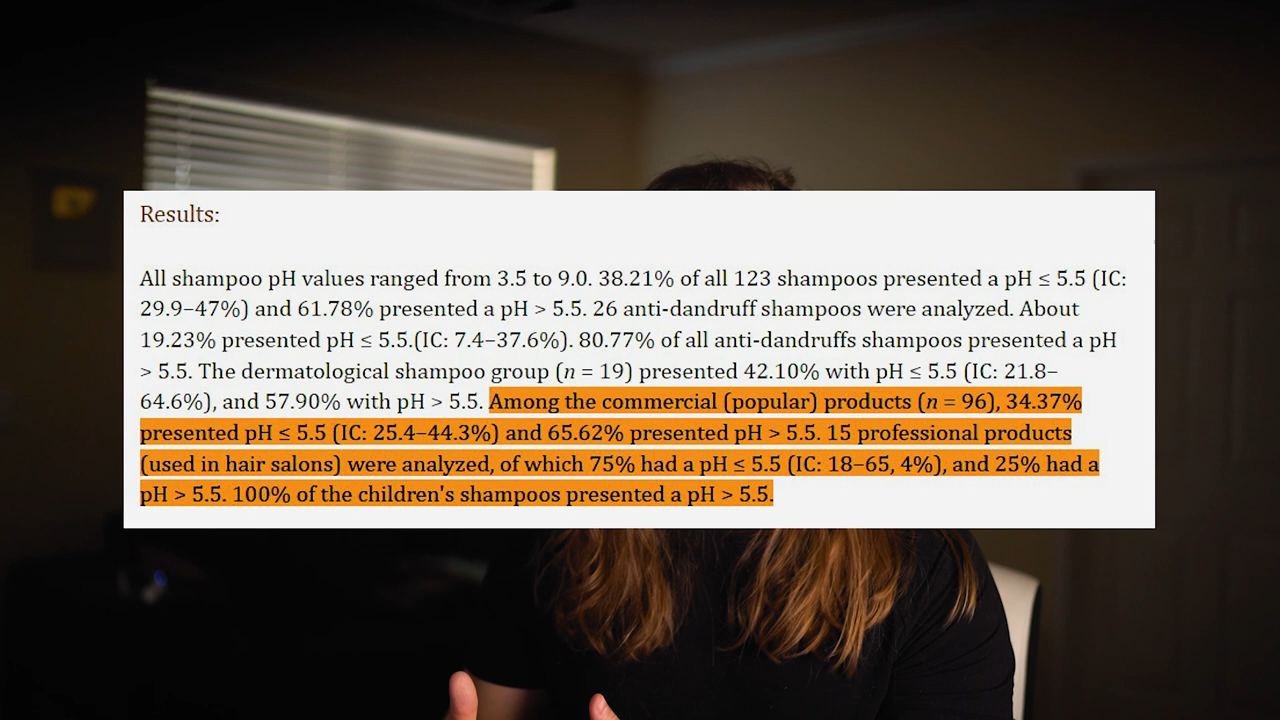 Results:
All shampoo pH values ranged from 3.5 to 9.0. 38.21% of all 123 shampoos presented a pH ≤ 5.5 (IC:
29.9–47%) and 61.78% presented a pH > 5.5. 26 anti-dandruff shampoos were analyzed. About
19.23% presented pH ≤ 5.5.(IC: 7.4–37.6%). 80.77% of all anti-dandruffs shampoos presented a pH
> 5.5. The dermatological shampoo group (n = 19) presented 42.10% with pH ≤ 5.5 (IC: 21.8–
64.6%), and 57.90% with pH > 5.5. Among the commercial (popular) products (n = 96), 34.37%
presented pH ≤ 5.5 (IC: 25.4–44.3%) and 65.62% presented pH > 5.5. 15 professional products
(used in hair salons) were analyzed, of which 75% had a pH ≤ 5.5 (IC: 18–65, 4%), and 25% had a
pH > 5.5. 100% of the children's shampoos presented a pH > 5.5.